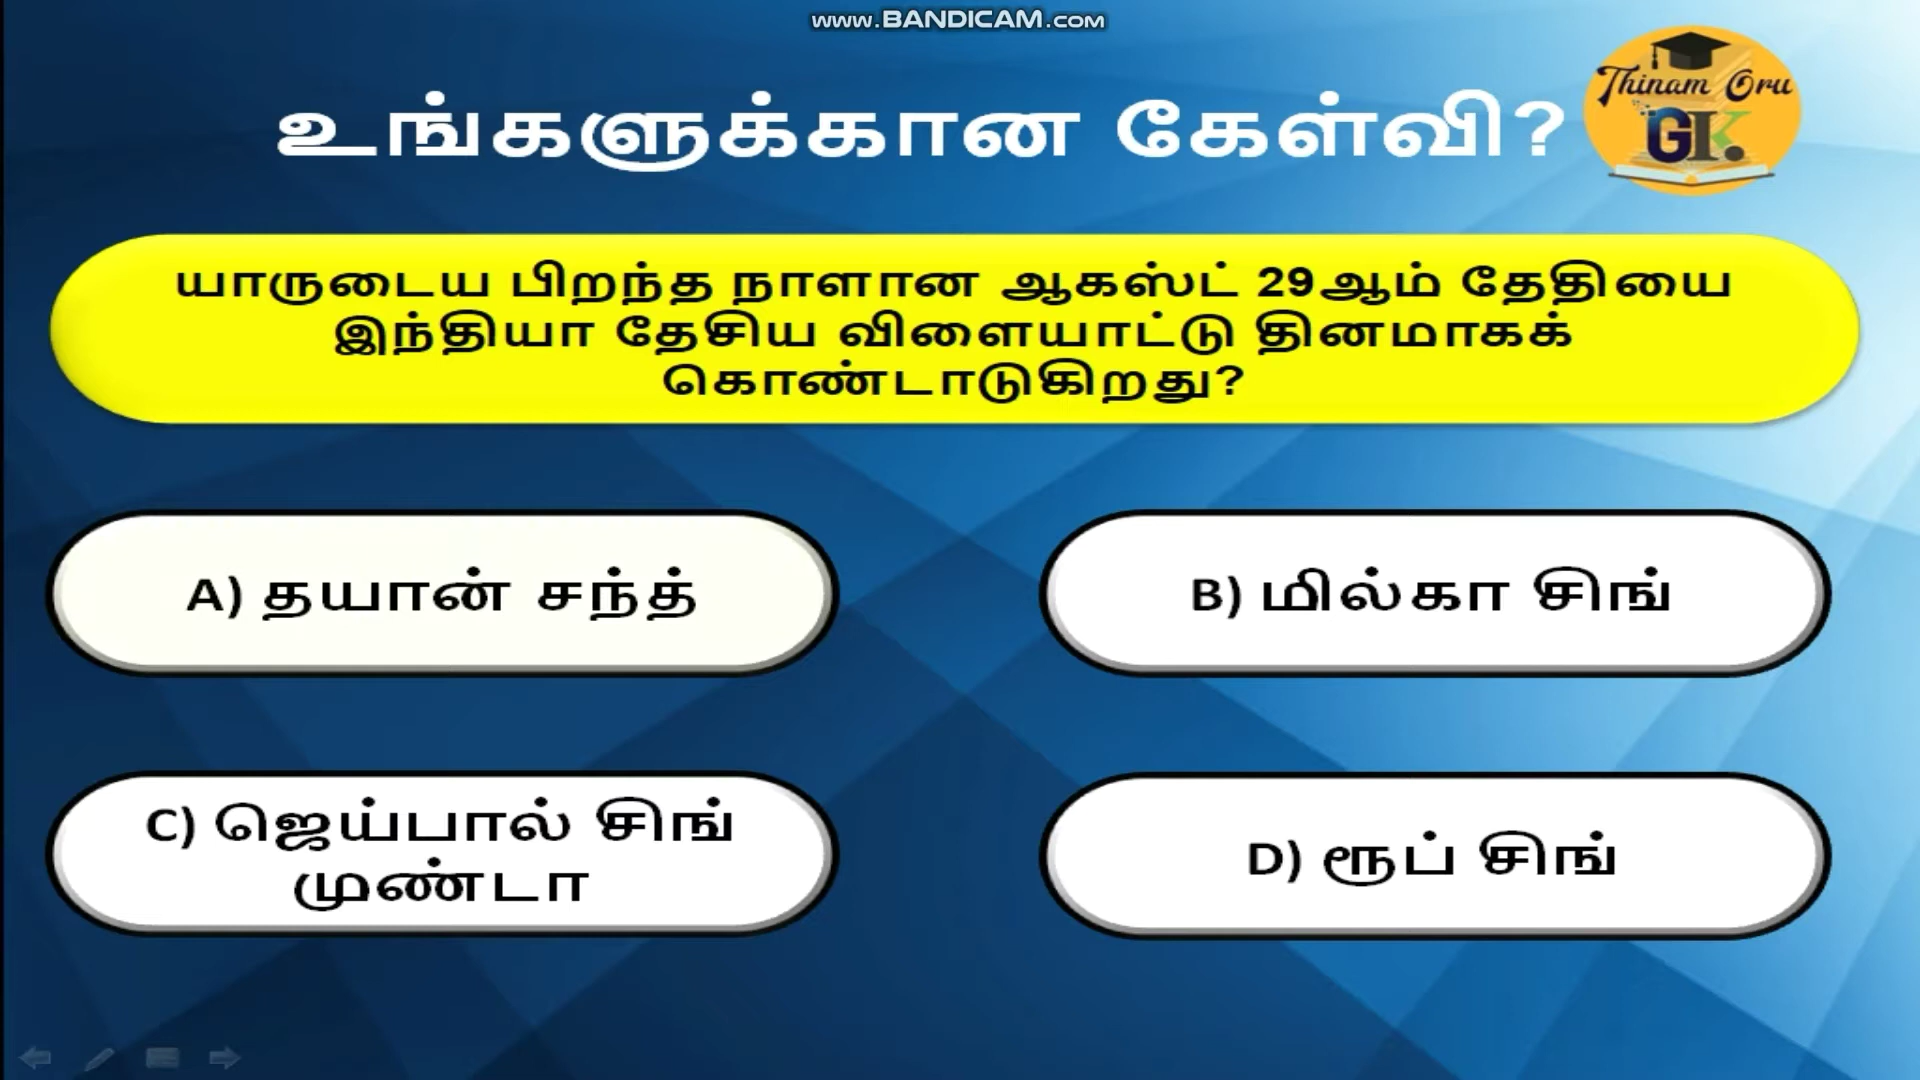 www.BANDICAM.com
Thinam Oru
GK.
உங்களுக்கான கேள்வி?
யாருடைய பிறந்த நாளான ஆகஸ்ட் 29ஆம் தேதியை
இந்தியா தேசிய விளையாட்டு தினமாகக்
கொண்டாடுகிறது?
A) தயான் சந்த்
B) மில்கா சிங்
C) ஜெய்பால் சிங்
முண்டா
D) ரூப் சிங்